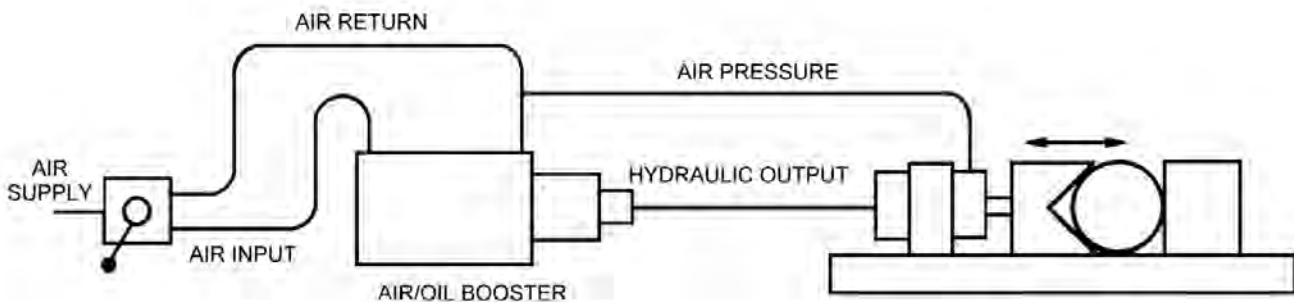 AIR RETURN
AIR PRESSURE
AIR
SUPPLY
HYDRAULIC OUTPUT
AIR INPUT
AIR/OIL BOOSTER